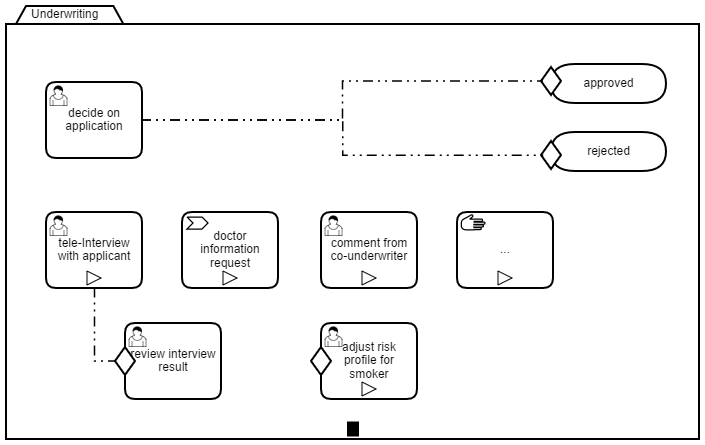 Underwriting
approved
decide on
application
rejected
tele-Interview
with applicant
doctor
information
request
comment from
co-underwriter
...
review interview
result
adjust risk
profile for
smoker